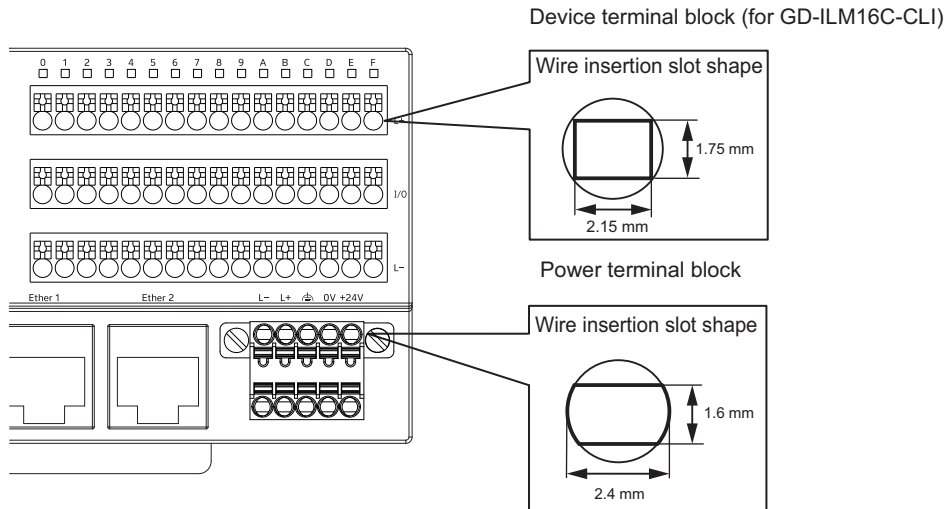 Device terminal block (for GD-ILM16C-CLI)
0 1 2 3 4 5 6 7 8 9 A B C D E F
Wire insertion slot shape
L+
1.75 mm
2.15 mm
I/O
L-
Power terminal block
Ether 1 Ether 2 L- L+ 0V +24V
Wire insertion slot shape
1.6 mm
2.4 mm